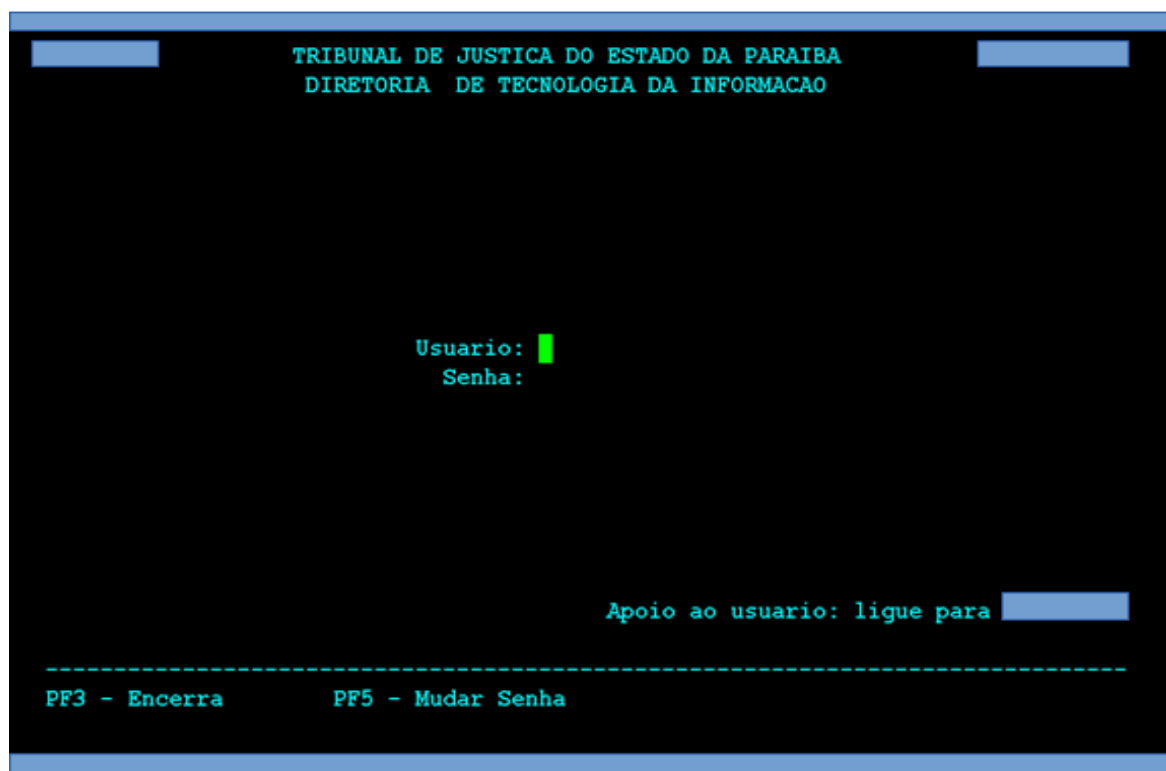 TRIBUNAL DE JUSTICA DO ESTADO DA PARAIBA
DIRETORIA DE TECNOLOGIA DA INFORMACAO
Usuario:
Senha:
Apoio ao usuario: ligue para
--------------------------------------------------------------------------------
PF3 - Encerra PF5 - Mudar Senha